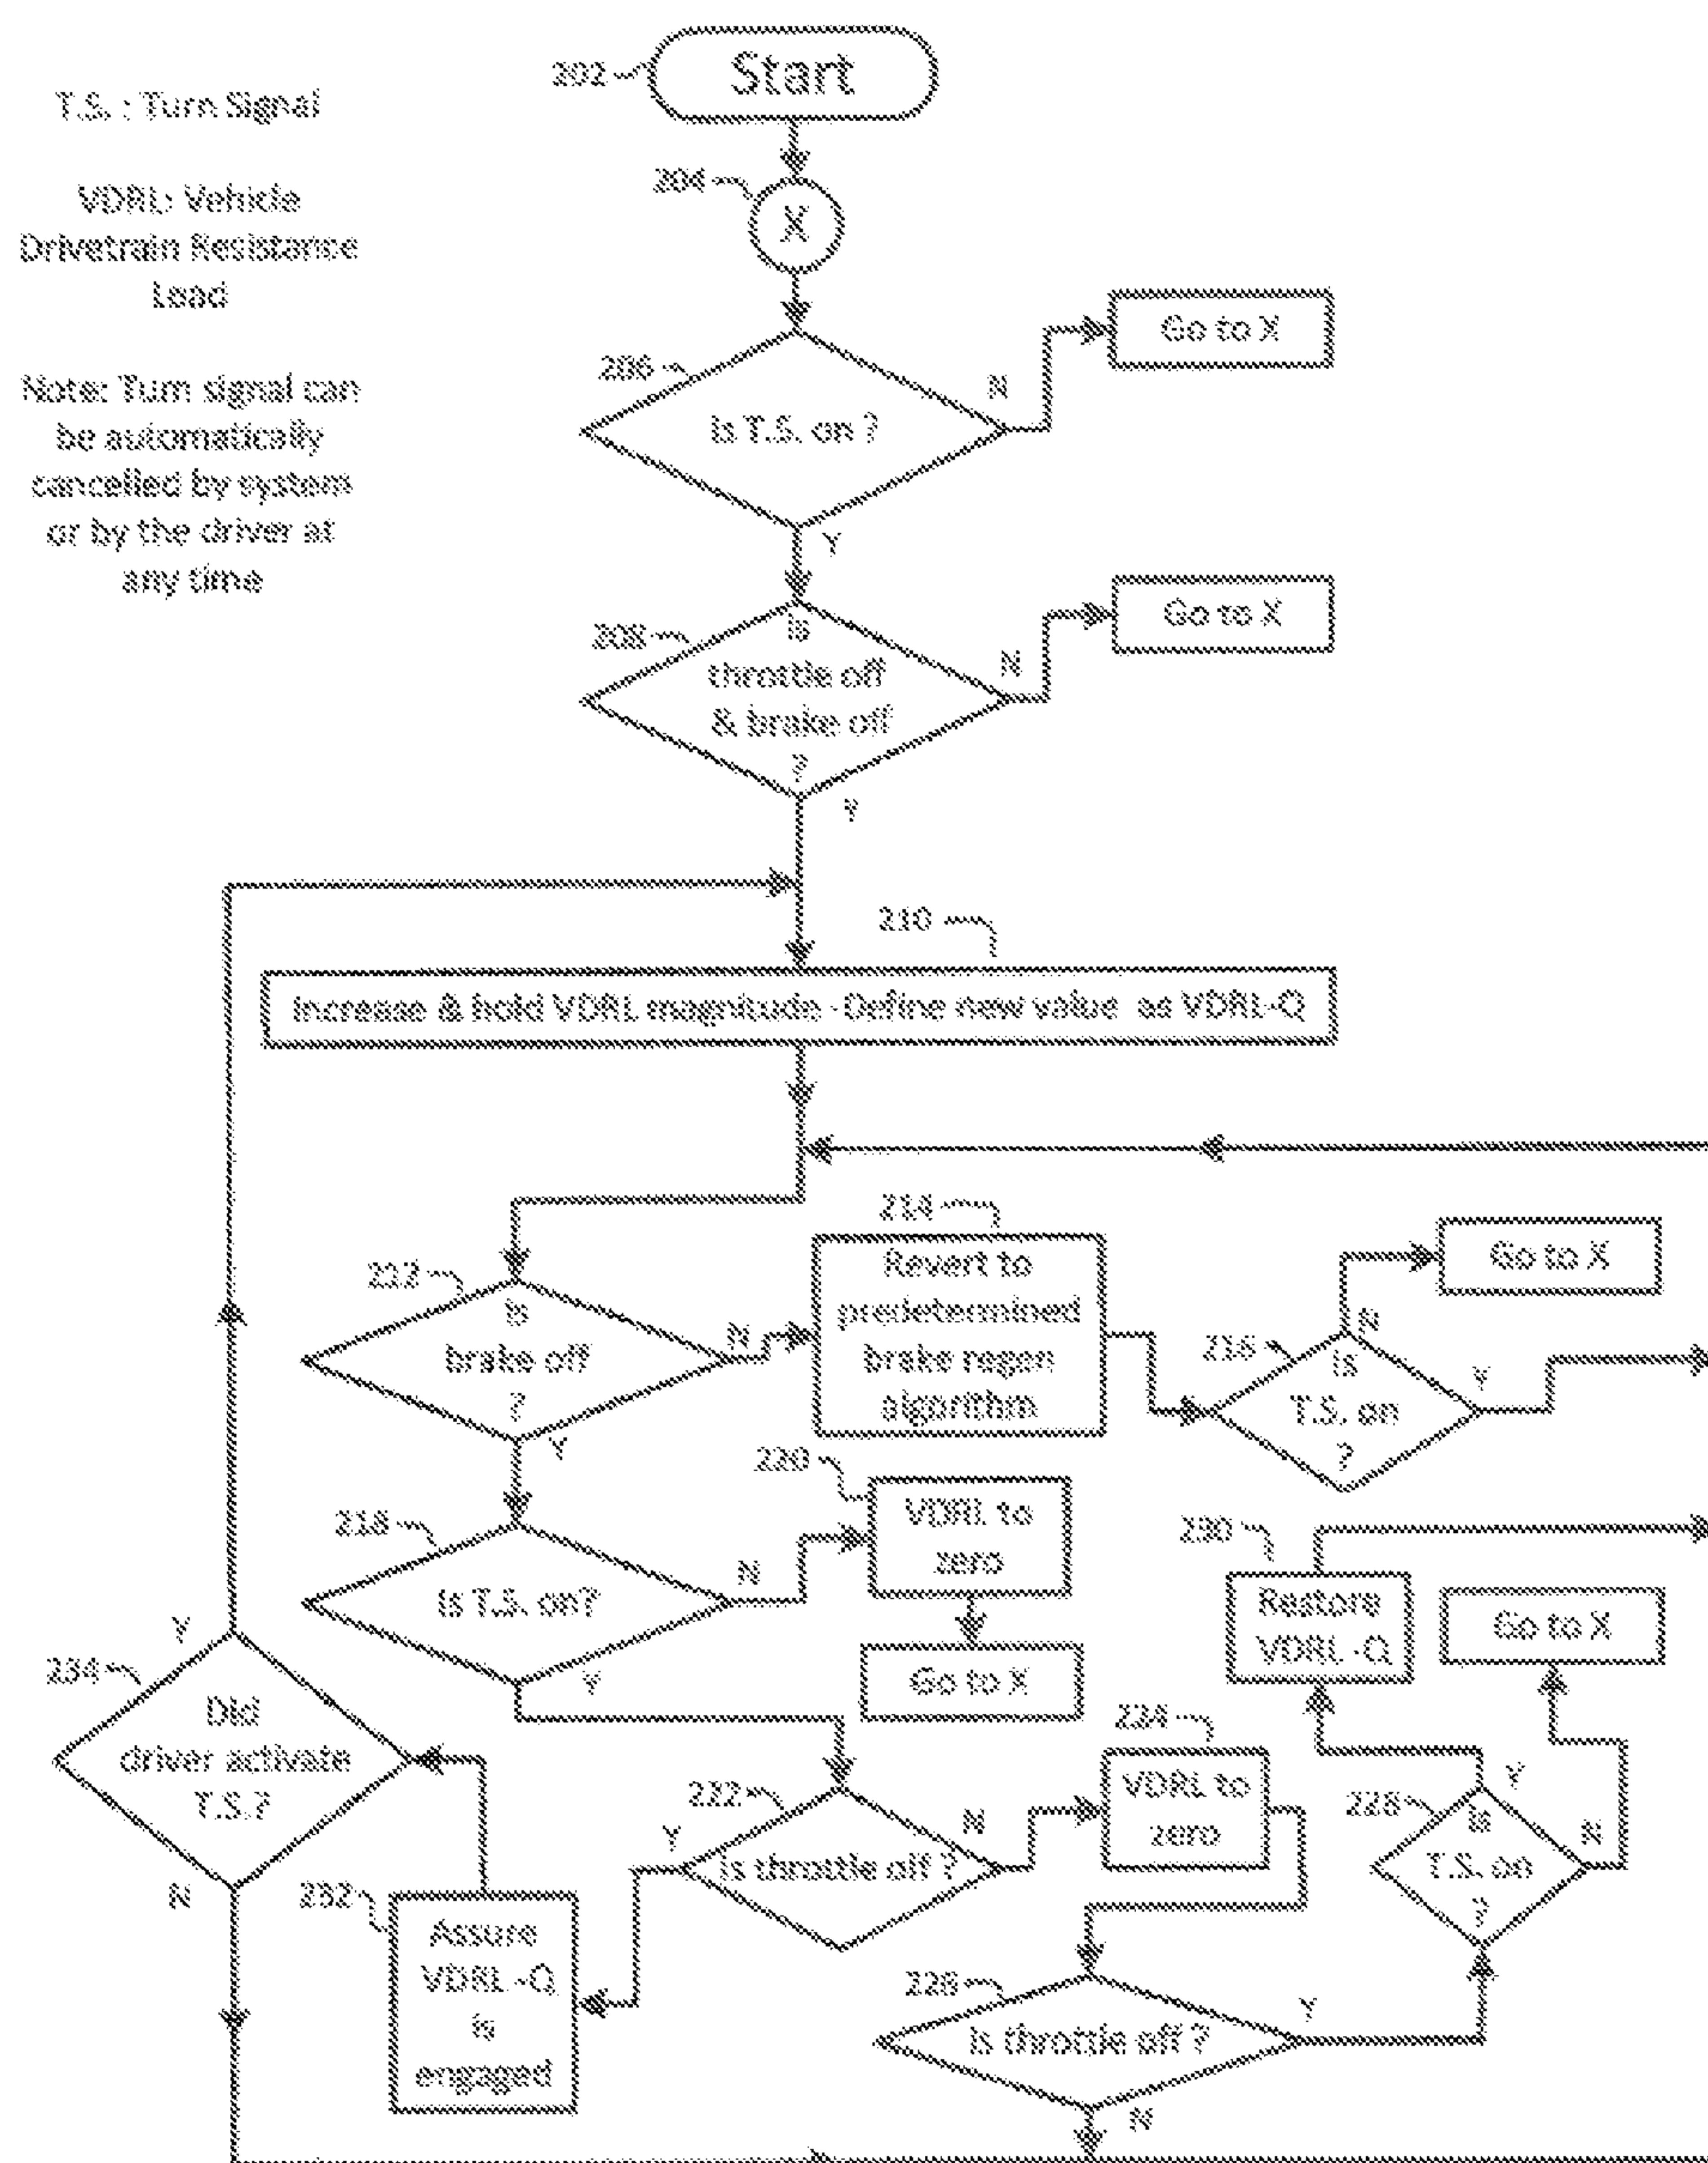 202
Start
T.S. : Turn Signal
204
X
VDRL: Vehicle
Drivetrain Resistance
Load
Go to X
206
N
Is T.S. on ?
Note: Turn signal can
be automatically
cancelled by system
or by the driver at
any time
Y
Go to X
208
Is
throttle off
& brake off
?
N
Y
210
Increase & hold VDRL magnitude - Define new value as VDRL-Q
212
Is
brake off
?
N
Y
214
Revert to
predetermined
brake regen
algorithm
Go to X
216
N
Is
T.S. on
?
Y
218
Is T.S. on?
N
Y
220
VDRL to
zero
Go to X
230
Restore
VDRL -Q
Go to X
Y
234
Did
driver activate
T.S.?
N
222
Y
Is throttle off ?
N
224
VDRL to
zero
228
Y
Is
T.S. on
?
N
232
Assure
VDRL -Q
is
engaged
Is throttle off ?
Y
N